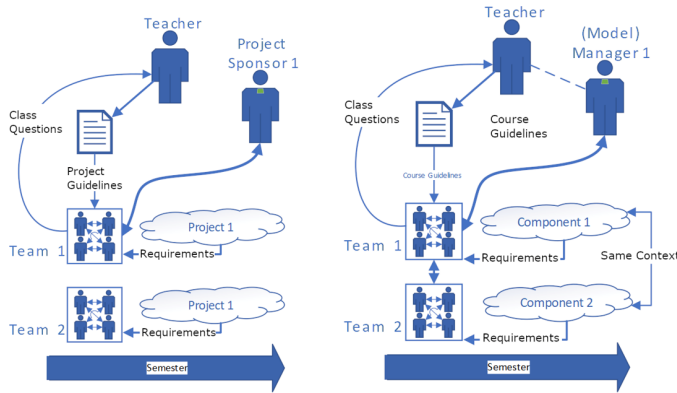 Teacher
Project
Sponsor 1
Class
Questions
Project
Guidelines
Team 1
Project 1
Requirements
Team 2
Project 1
Requirements
Semester
Teacher
(Model)
Manager 1
Class
Questions
Course
Guidelines
Course Guidelines
Team 1
Component 1
Requirements
Same Context
Team 2
Component 2
Requirements
Semester